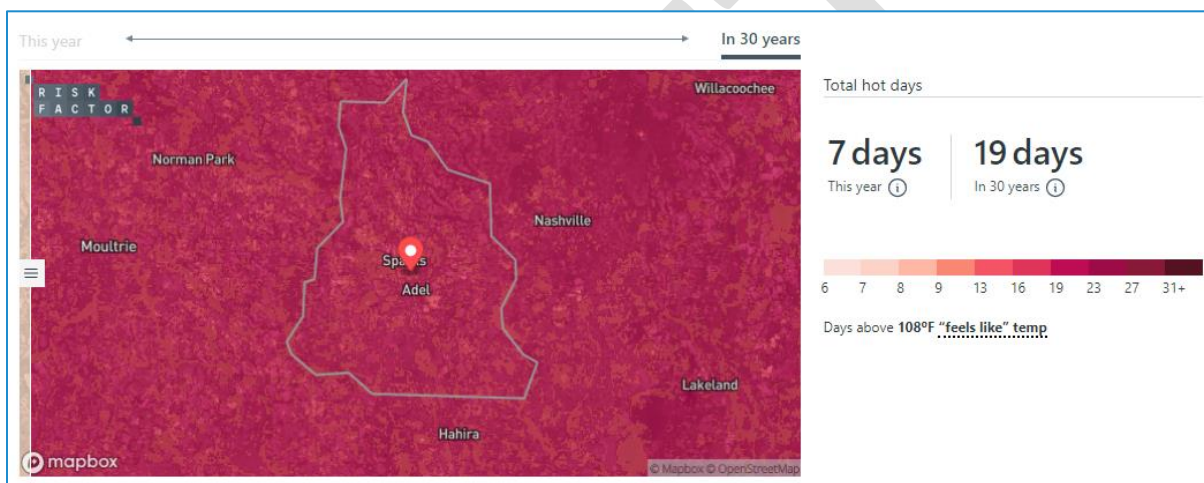 This year
In 30 years
RISK
FACTOR
Willacoochee
Norman Park
Nashville
Moultrie
Sparks
Adel
Lakeland
Hahira
mapbox
© Mapbox © OpenStreetMap
Total hot days
7 days 19 days
This year i In 30 years i
6 7 8 9 13 16 19 23 27 31+
Days above 108ºF "feels like" temp